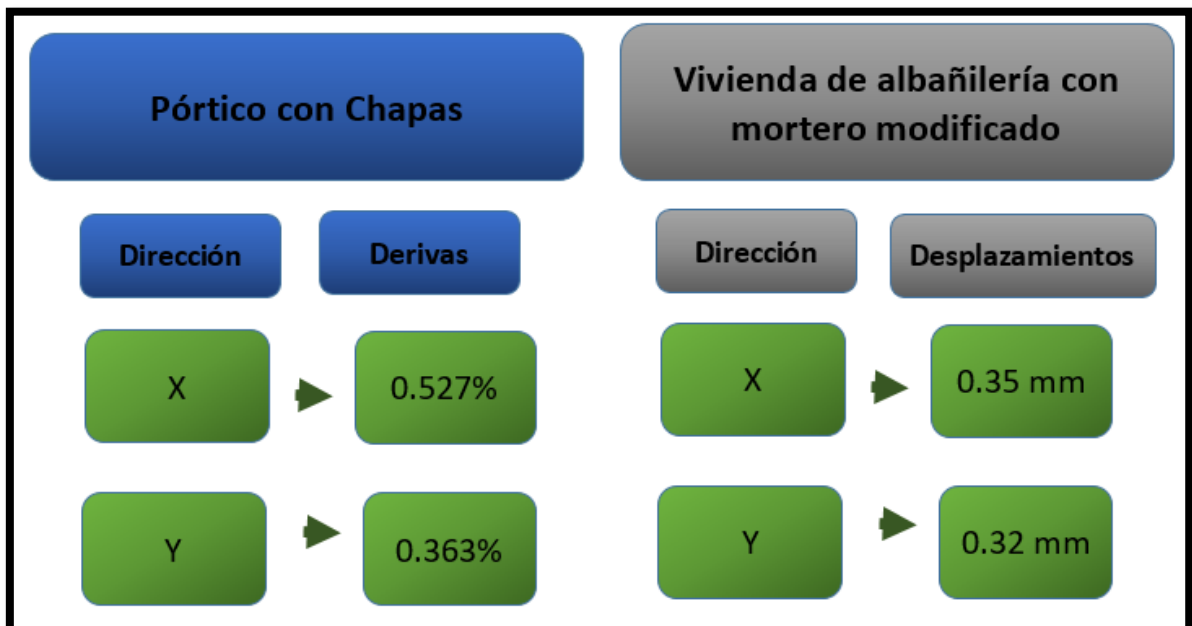 Pórtico con Chapas
Dirección
Derivas
X
0.527%
Y
0.363%
Vivienda de albañilería con
mortero modificado
Dirección
Desplazamientos
X
0.35 mm
Y
0.32 mm